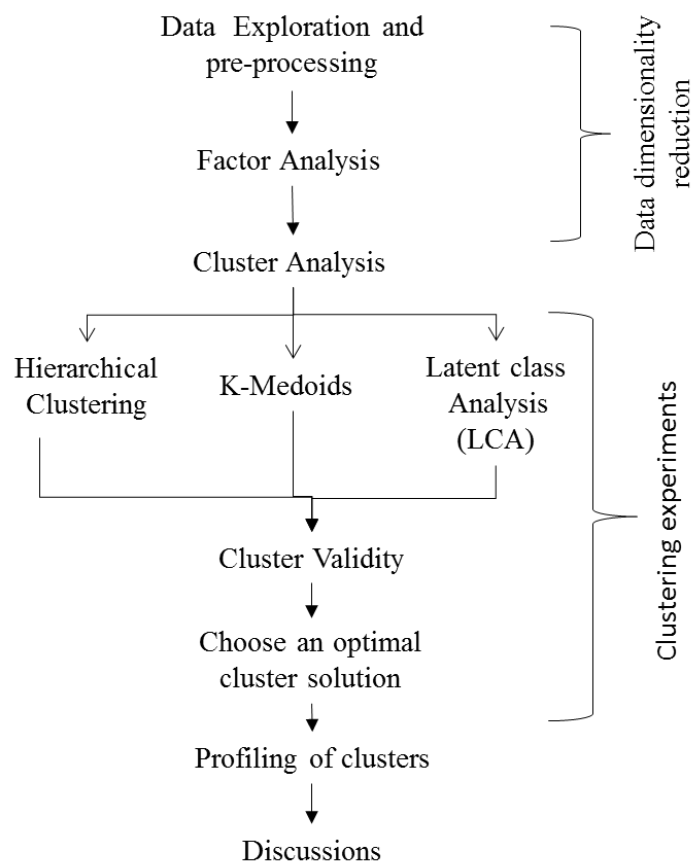 Data Exploration and
pre-processing
Factor Analysis
Data dimensionality
reduction
Cluster Analysis
Hierarchical
Clustering
K-Medoids
Latent class
Analysis
(LCA)
Cluster Validity
Choose an optimal
cluster solution
Clustering experiments
Profiling of clusters
Discussions